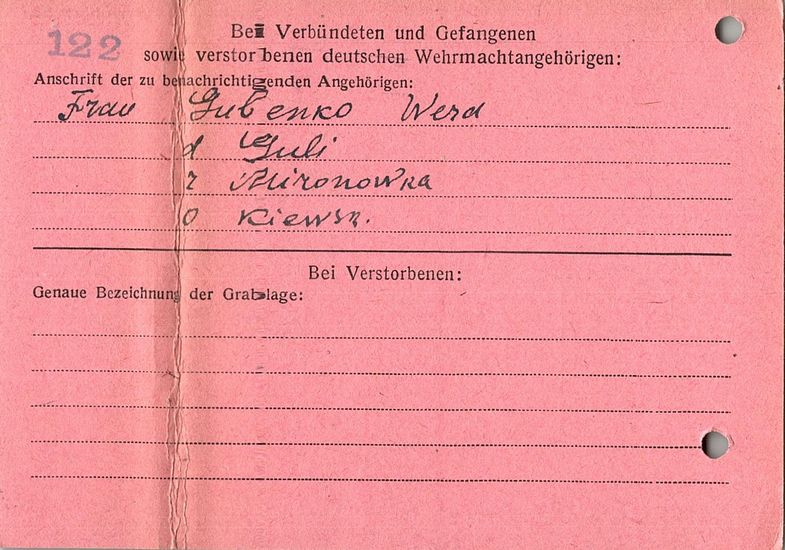 122
Bei Verbündeten und Gefangenen
sowie verstorbenen deutschen Wehrmachtangehörigen:
Anschrift der zu benachrichtigenden Angehörigen:
Frau Gubenko Wera
d Guli
r Mironowka
o Kiewsk.
Bei Verstorbenen:
Genaue Bezeichnung der Grablage: